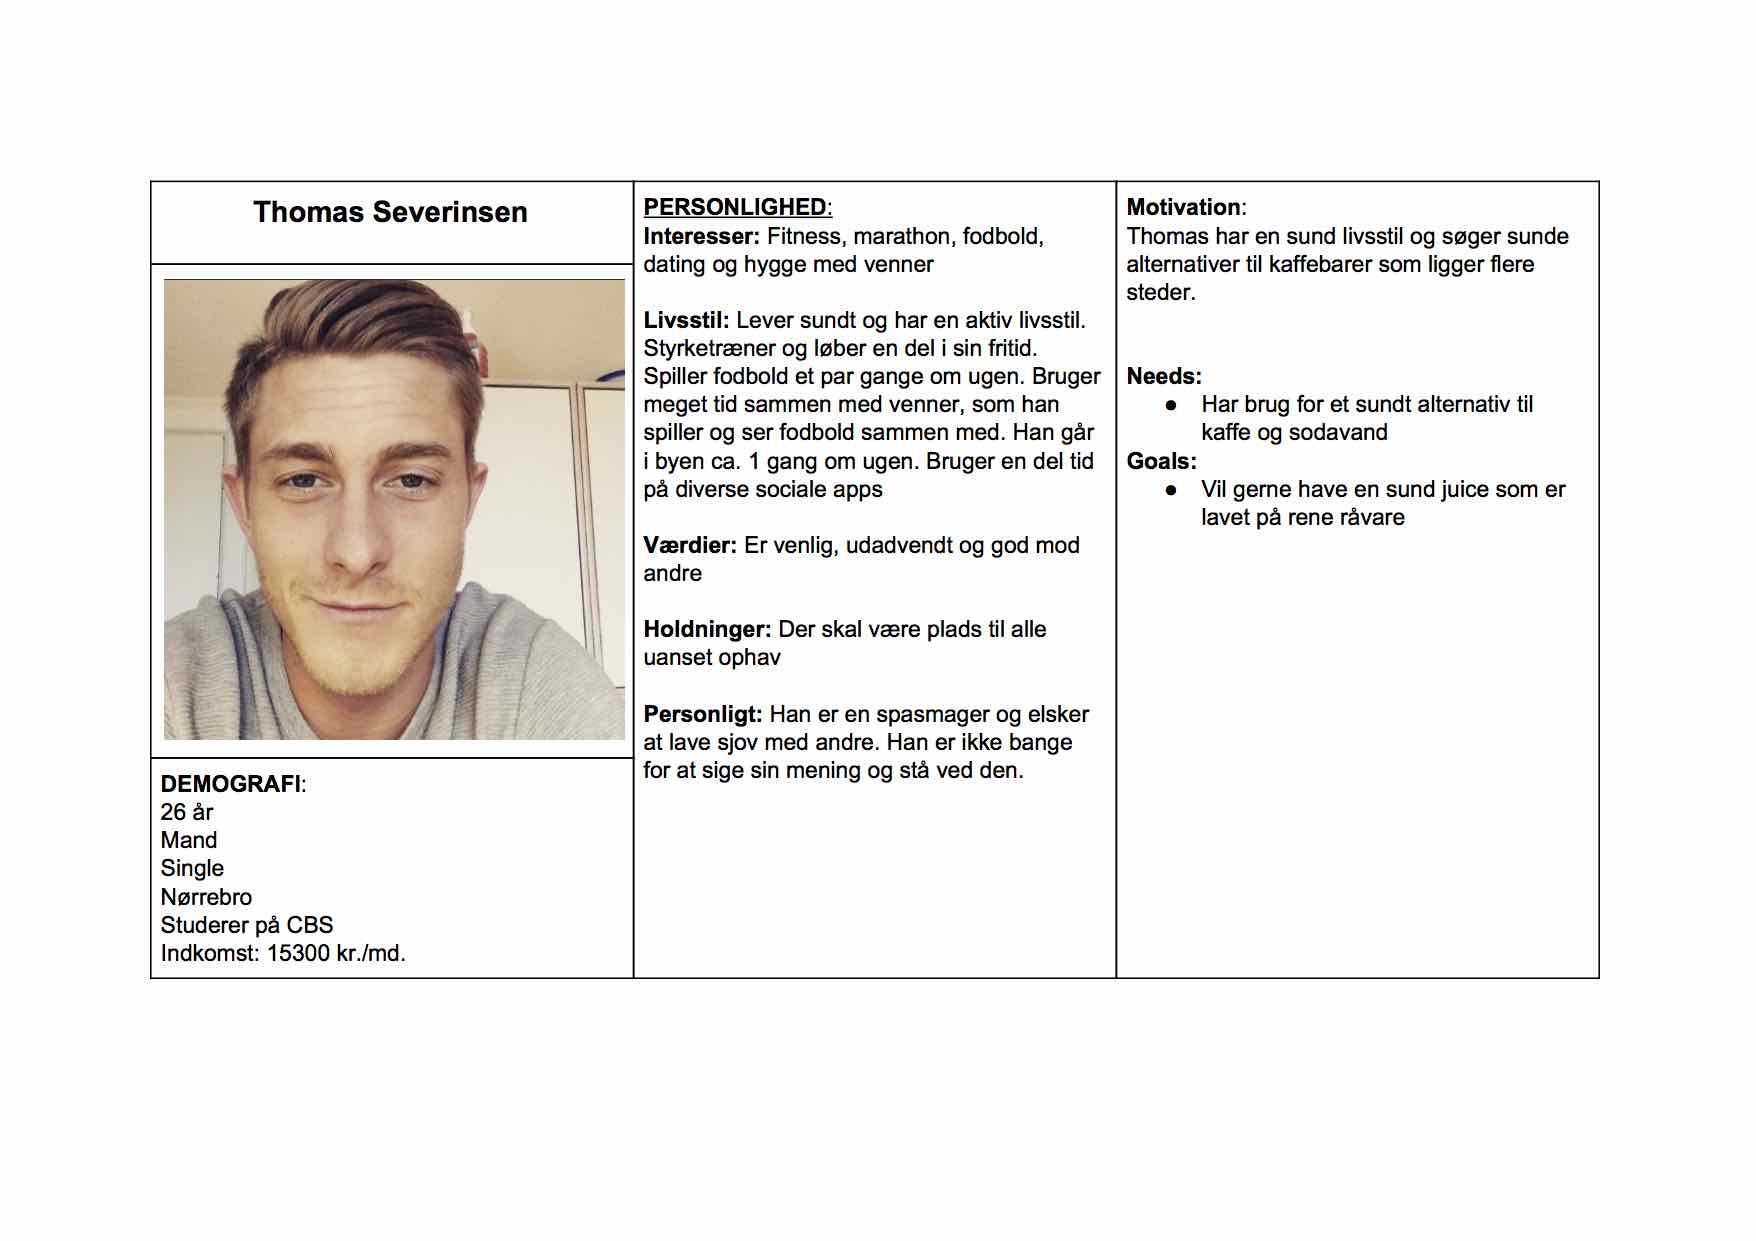 Thomas Severinsen
DEMOGRAFI:
26 år
Mand
Single
Nørrebro
Studerer på CBS
Indkomst: 15300 kr./md.
PERSONLIGHED:
Interesser: Fitness, marathon, fodbold,
dating og hygge med venner
Livsstil: Lever sundt og har en aktiv livsstil.
Styrketræner og løber en del i sin fritid.
Spiller fodbold et par gange om ugen. Bruger
meget tid sammen med venner, som han
spiller og ser fodbold sammen med. Han går
i byen ca. 1 gang om ugen. Bruger en del tid
på diverse sociale apps
Værdier: Er venlig, udadvendt og god mod
andre
Holdninger: Der skal være plads til alle
uanset ophav
Personligt: Han er en spasmager og elsker
at lave sjov med andre. Han er ikke bange
for at sige sin mening og stå ved den.
Motivation:
Thomas har en sund livsstil og søger sunde
alternativer til kaffebarer som ligger flere
steder.
Needs:
● Har brug for et sundt alternativ til
kaffe og sodavand
Goals:
● Vil gerne have en sund juice som er
lavet på rene råvare